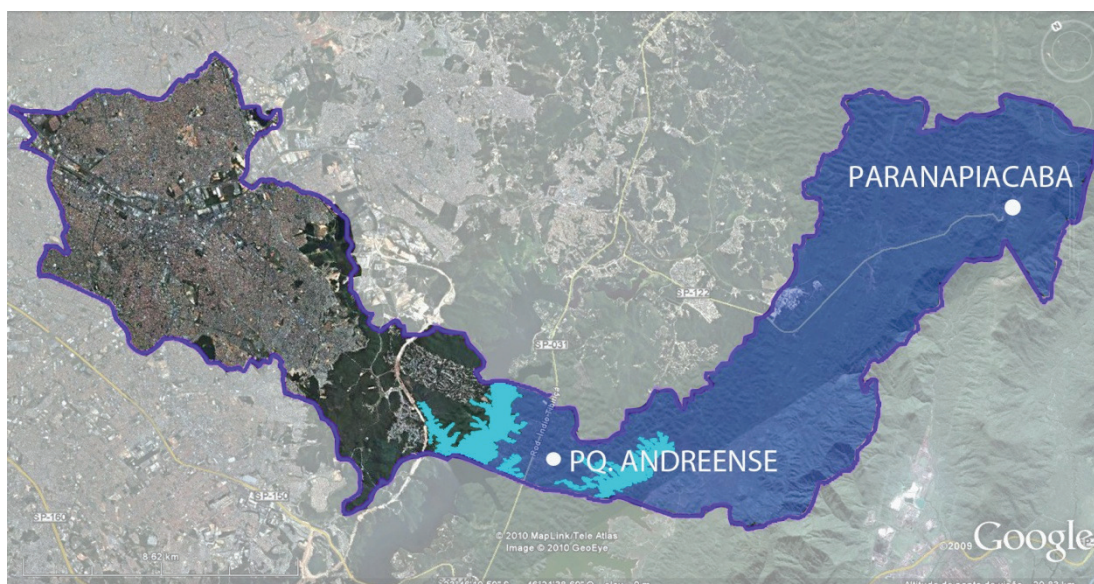 PARANAPIACABA
SP-122
SP-031
PQ. ANDREENSE
SP-150
SP-160
© 2010 MapLink/Tele Atlas
Image © 2010 GeoEye
8.62 km
2009 Google